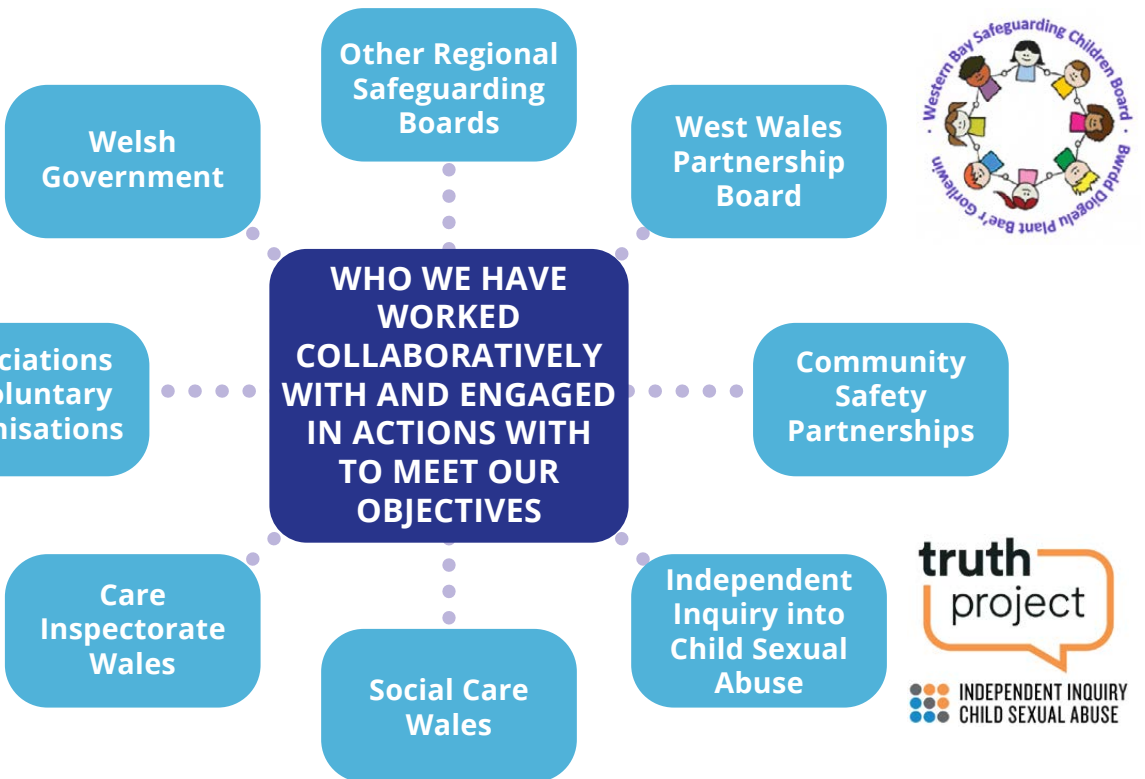 Other Regional
Safeguarding
Boards
Welsh
Government
West Wales
Partnership
Board
Western Bay Safeguarding Children Board
Bwrdd Diogelu Plant Bae'r Gorllewin
WHO WE HAVE
WORKED
COLLABORATIVELY
WITH AND ENGAGED
IN ACTIONS WITH
TO MEET OUR
OBJECTIVES
ciations
oluntary
nisations
Community
Safety
Partnerships
Care
Inspectorate
Wales
Social Care
Wales
Independent
Inquiry into
Child Sexual
Abuse
truth
project
INDEPENDENT INQUIRY
CHILD SEXUAL ABUSE